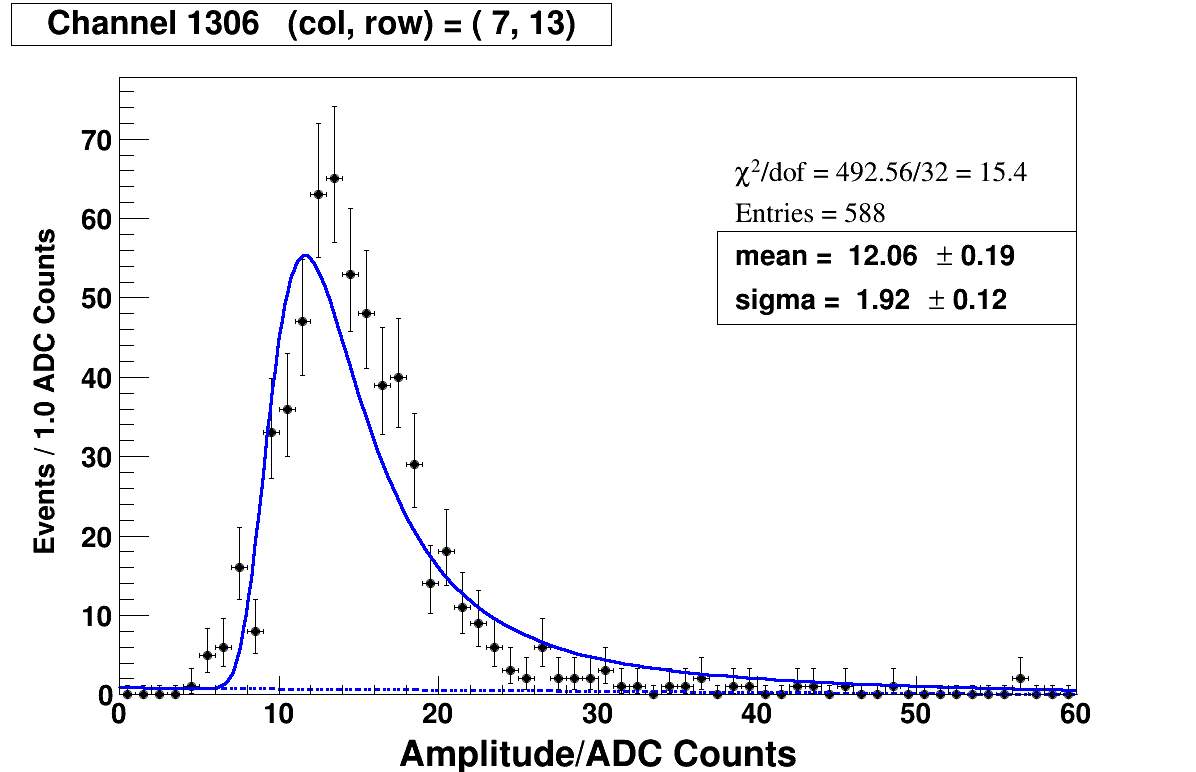 Channel 1306 (col, row) = ( 7, 13)
χ²/dof = 492.56/32 = 15.4
Entries = 588
mean = 12.06 ± 0.19
sigma = 1.92 ± 0.12
Events / 1.0 ADC Counts
70
60
50
40
30
20
10
0
0 10 20 30 40 50 60
Amplitude/ADC Counts